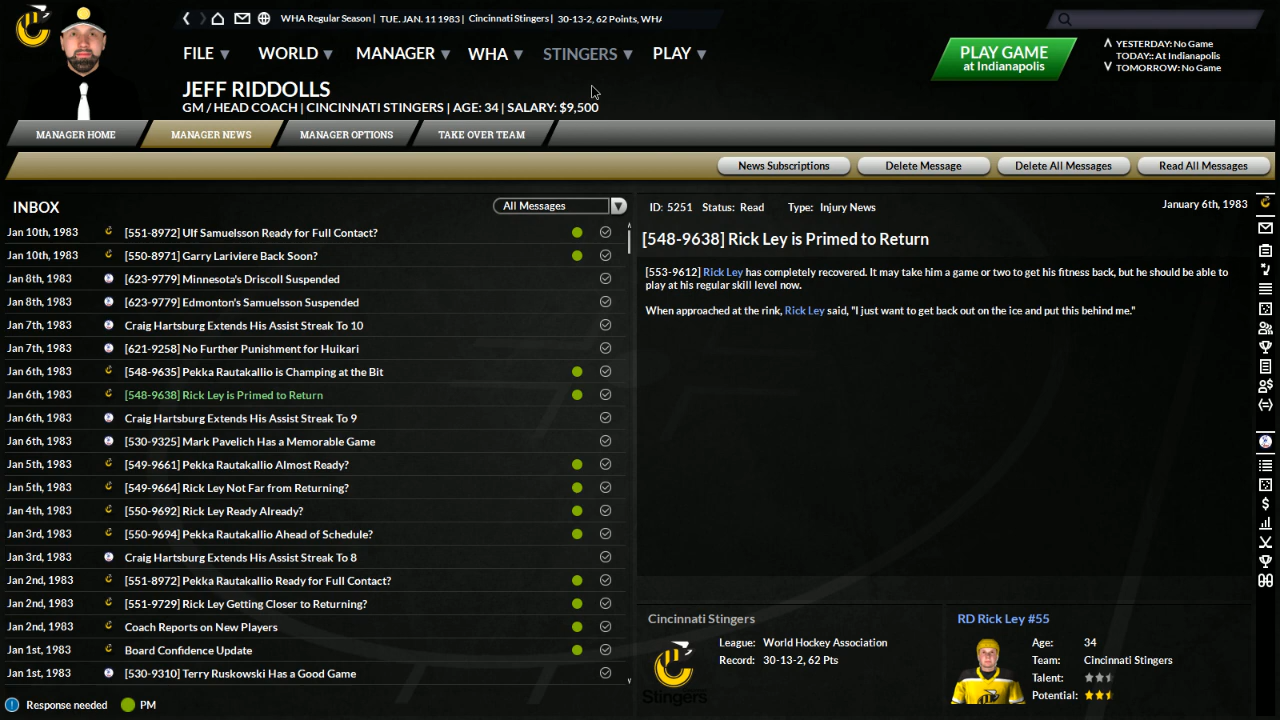 WHA Regular Season | TUE. JAN. 11 1983 | Cincinnati Stingers | 30-13-2, 62 Points, WHA
FILE WORLD MANAGER WHA STINGERS PLAY
PLAY GAME
at Indianapolis
YESTERDAY: No Game
TODAY:: At Indianapolis
TOMORROW: No Game
JEFF RIDDOLLS
GM / HEAD COACH | CINCINNATI STINGERS | AGE: 34 | SALARY: $9,500
MANAGER HOME MANAGER NEWS MANAGER OPTIONS TAKE OVER TEAM
News Subscriptions Delete Message Delete All Messages Read All Messages
INBOX All Messages
Jan 10th, 1983 [551-8972] Ulf Samuelsson Ready for Full Contact?
Jan 10th, 1983 [550-8971] Garry Lariviere Back Soon?
Jan 8th, 1983 [623-9779] Minnesota's Driscoll Suspended
Jan 8th, 1983 [623-9779] Edmonton's Samuelsson Suspended
Jan 7th, 1983 Craig Hartsburg Extends His Assist Streak To 10
Jan 7th, 1983 [621-9258] No Further Punishment for Huikari
Jan 6th, 1983 [548-9635] Pekka Rautakallio is Champing at the Bit
Jan 6th, 1983 [548-9638] Rick Ley is Primed to Return
Jan 6th, 1983 Craig Hartsburg Extends His Assist Streak To 9
Jan 6th, 1983 [530-9325] Mark Pavelich Has a Memorable Game
Jan 5th, 1983 [549-9661] Pekka Rautakallio Almost Ready?
Jan 5th, 1983 [549-9664] Rick Ley Not Far from Returning?
Jan 4th, 1983 [550-9692] Rick Ley Ready Already?
Jan 3rd, 1983 [550-9694] Pekka Rautakallio Ahead of Schedule?
Jan 3rd, 1983 Craig Hartsburg Extends His Assist Streak To 8
Jan 2nd, 1983 [551-8972] Pekka Rautakallio Ready for Full Contact?
Jan 2nd, 1983 [551-9729] Rick Ley Getting Closer to Returning?
Jan 2nd, 1983 Coach Reports on New Players
Jan 1st, 1983 Board Confidence Update
Jan 1st, 1983 [530-9310] Terry Ruskowski Has a Good Game
Response needed PM
ID: 5251 Status: Read Type: Injury News January 6th, 1983
[548-9638] Rick Ley is Primed to Return
[553-9612] Rick Ley has completely recovered. It may take him a game or two to get his fitness back, but he should be able to
play at his regular skill level now.
When approached at the rink, Rick Ley said, "I just want to get back out on the ice and put this behind me."
Cincinnati Stingers
League: World Hockey Association
Record: 30-13-2, 62 Pts
Stingers
RD Rick Ley #55
Age: 34
Team: Cincinnati Stingers
Talent:
Potential: